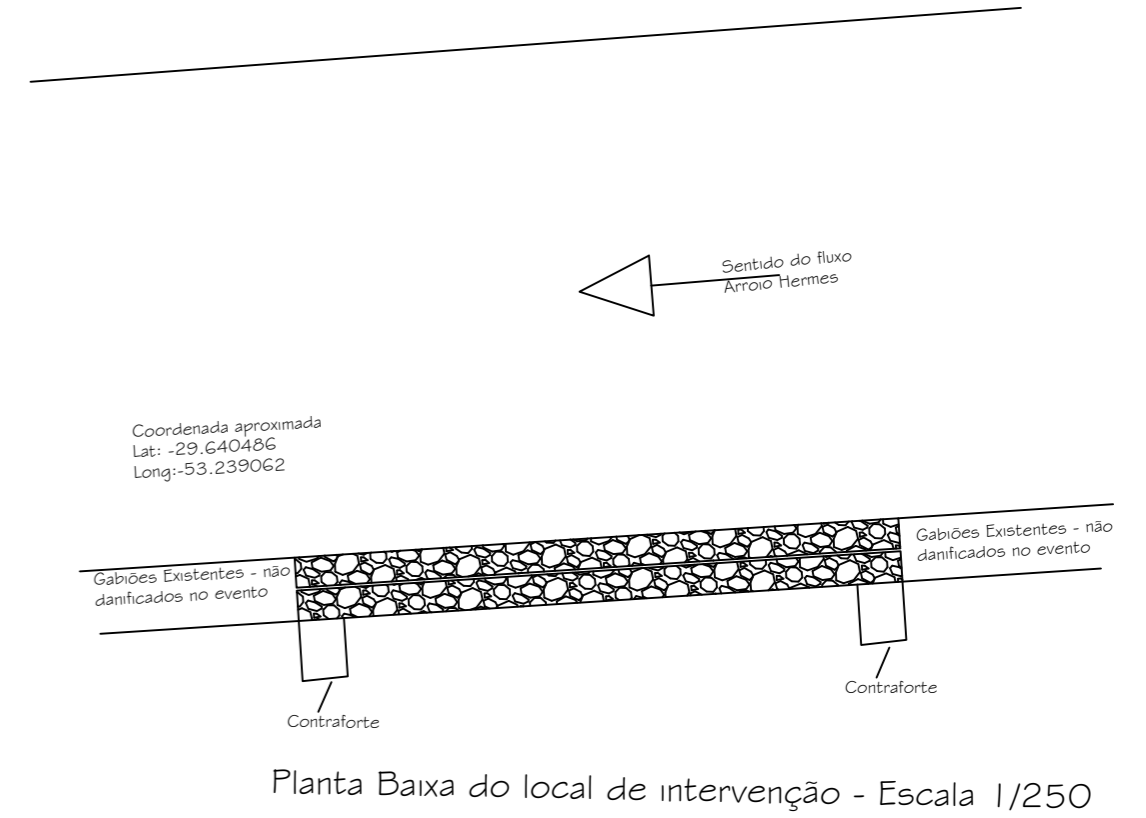 Sentido do fluxo
Arroio Hermes
Coordenada aproximada
Lat: -29.640486
Long:-53.239062
Gabiões Existentes - não
danificados no evento
Gabiões Existentes - não
danificados no evento
Contraforte
Contraforte
Planta Baixa do local de intervenção - Escala 1/250